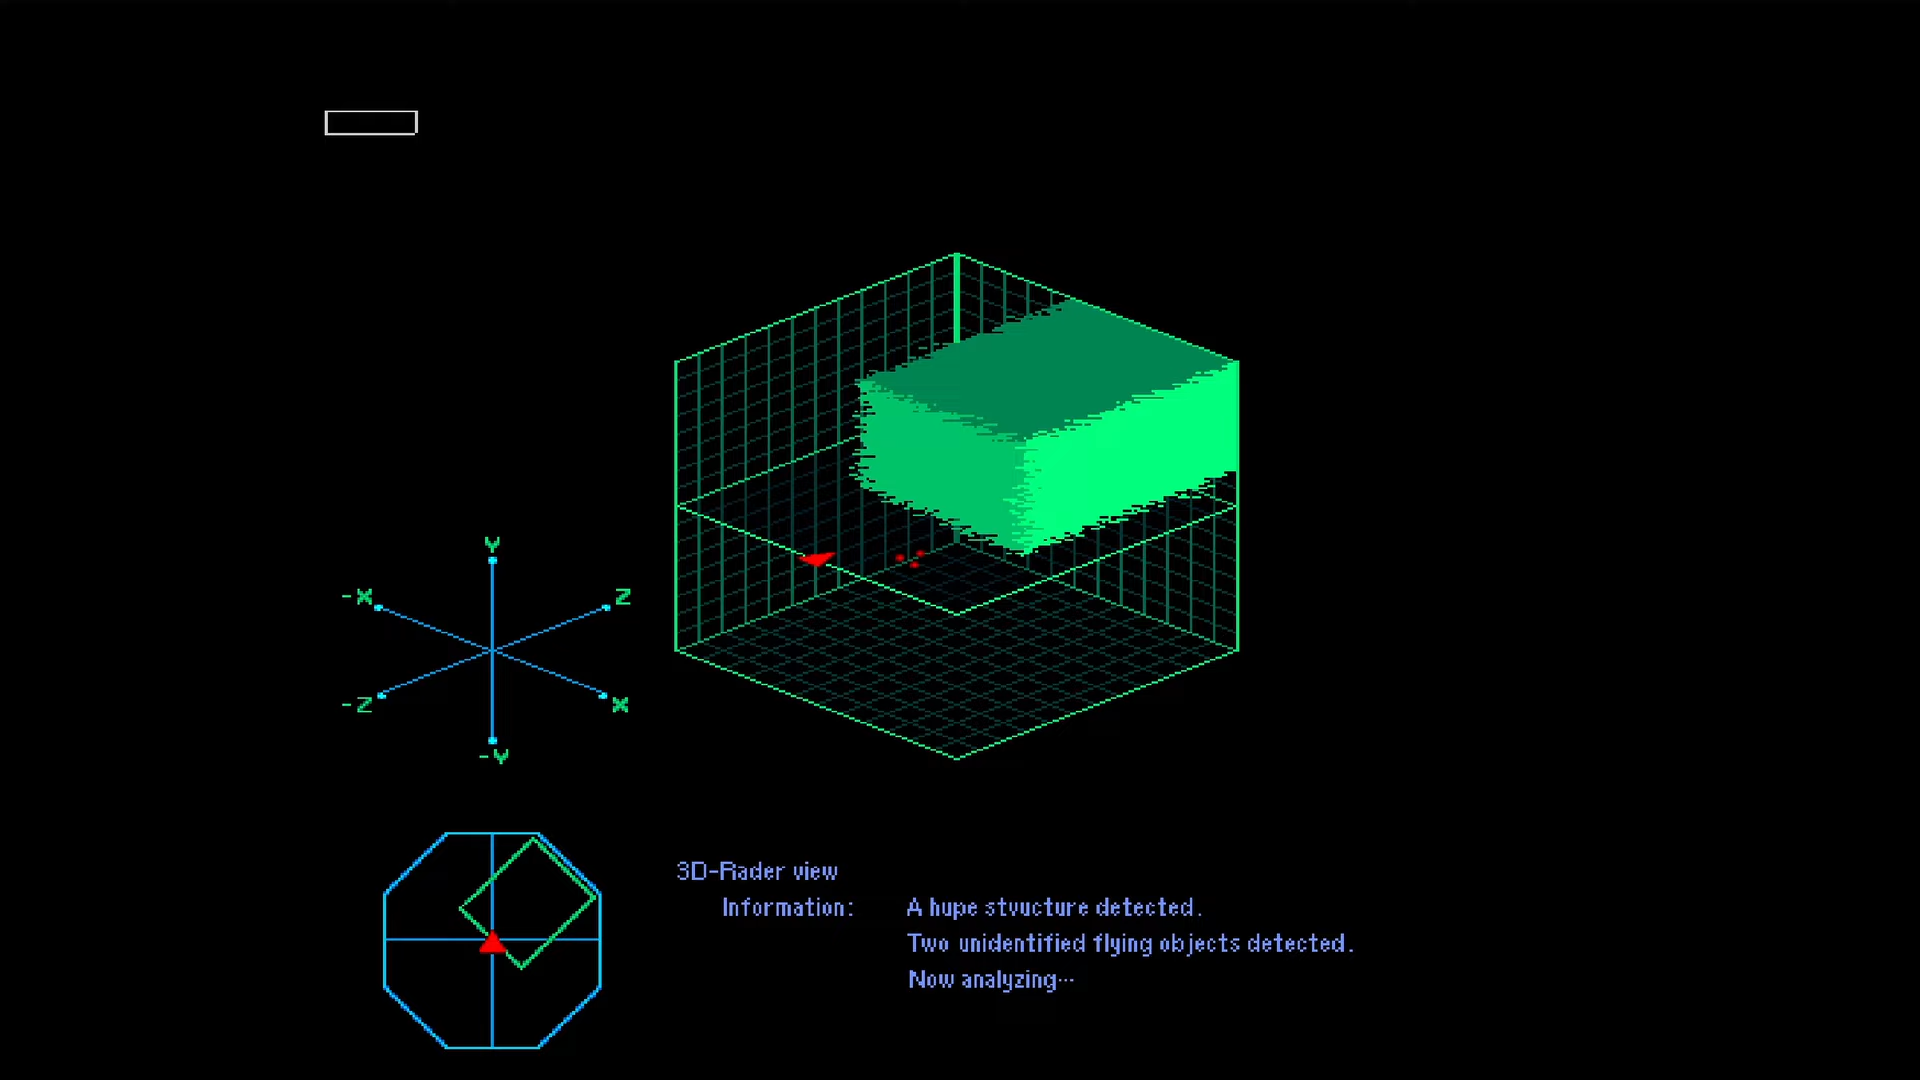 Y
-X
Z
-Z
X
-Y
3D-Rader view
Information: A hupe stvucture detected.
Two unidentified flying objects detected.
Now analyzing…